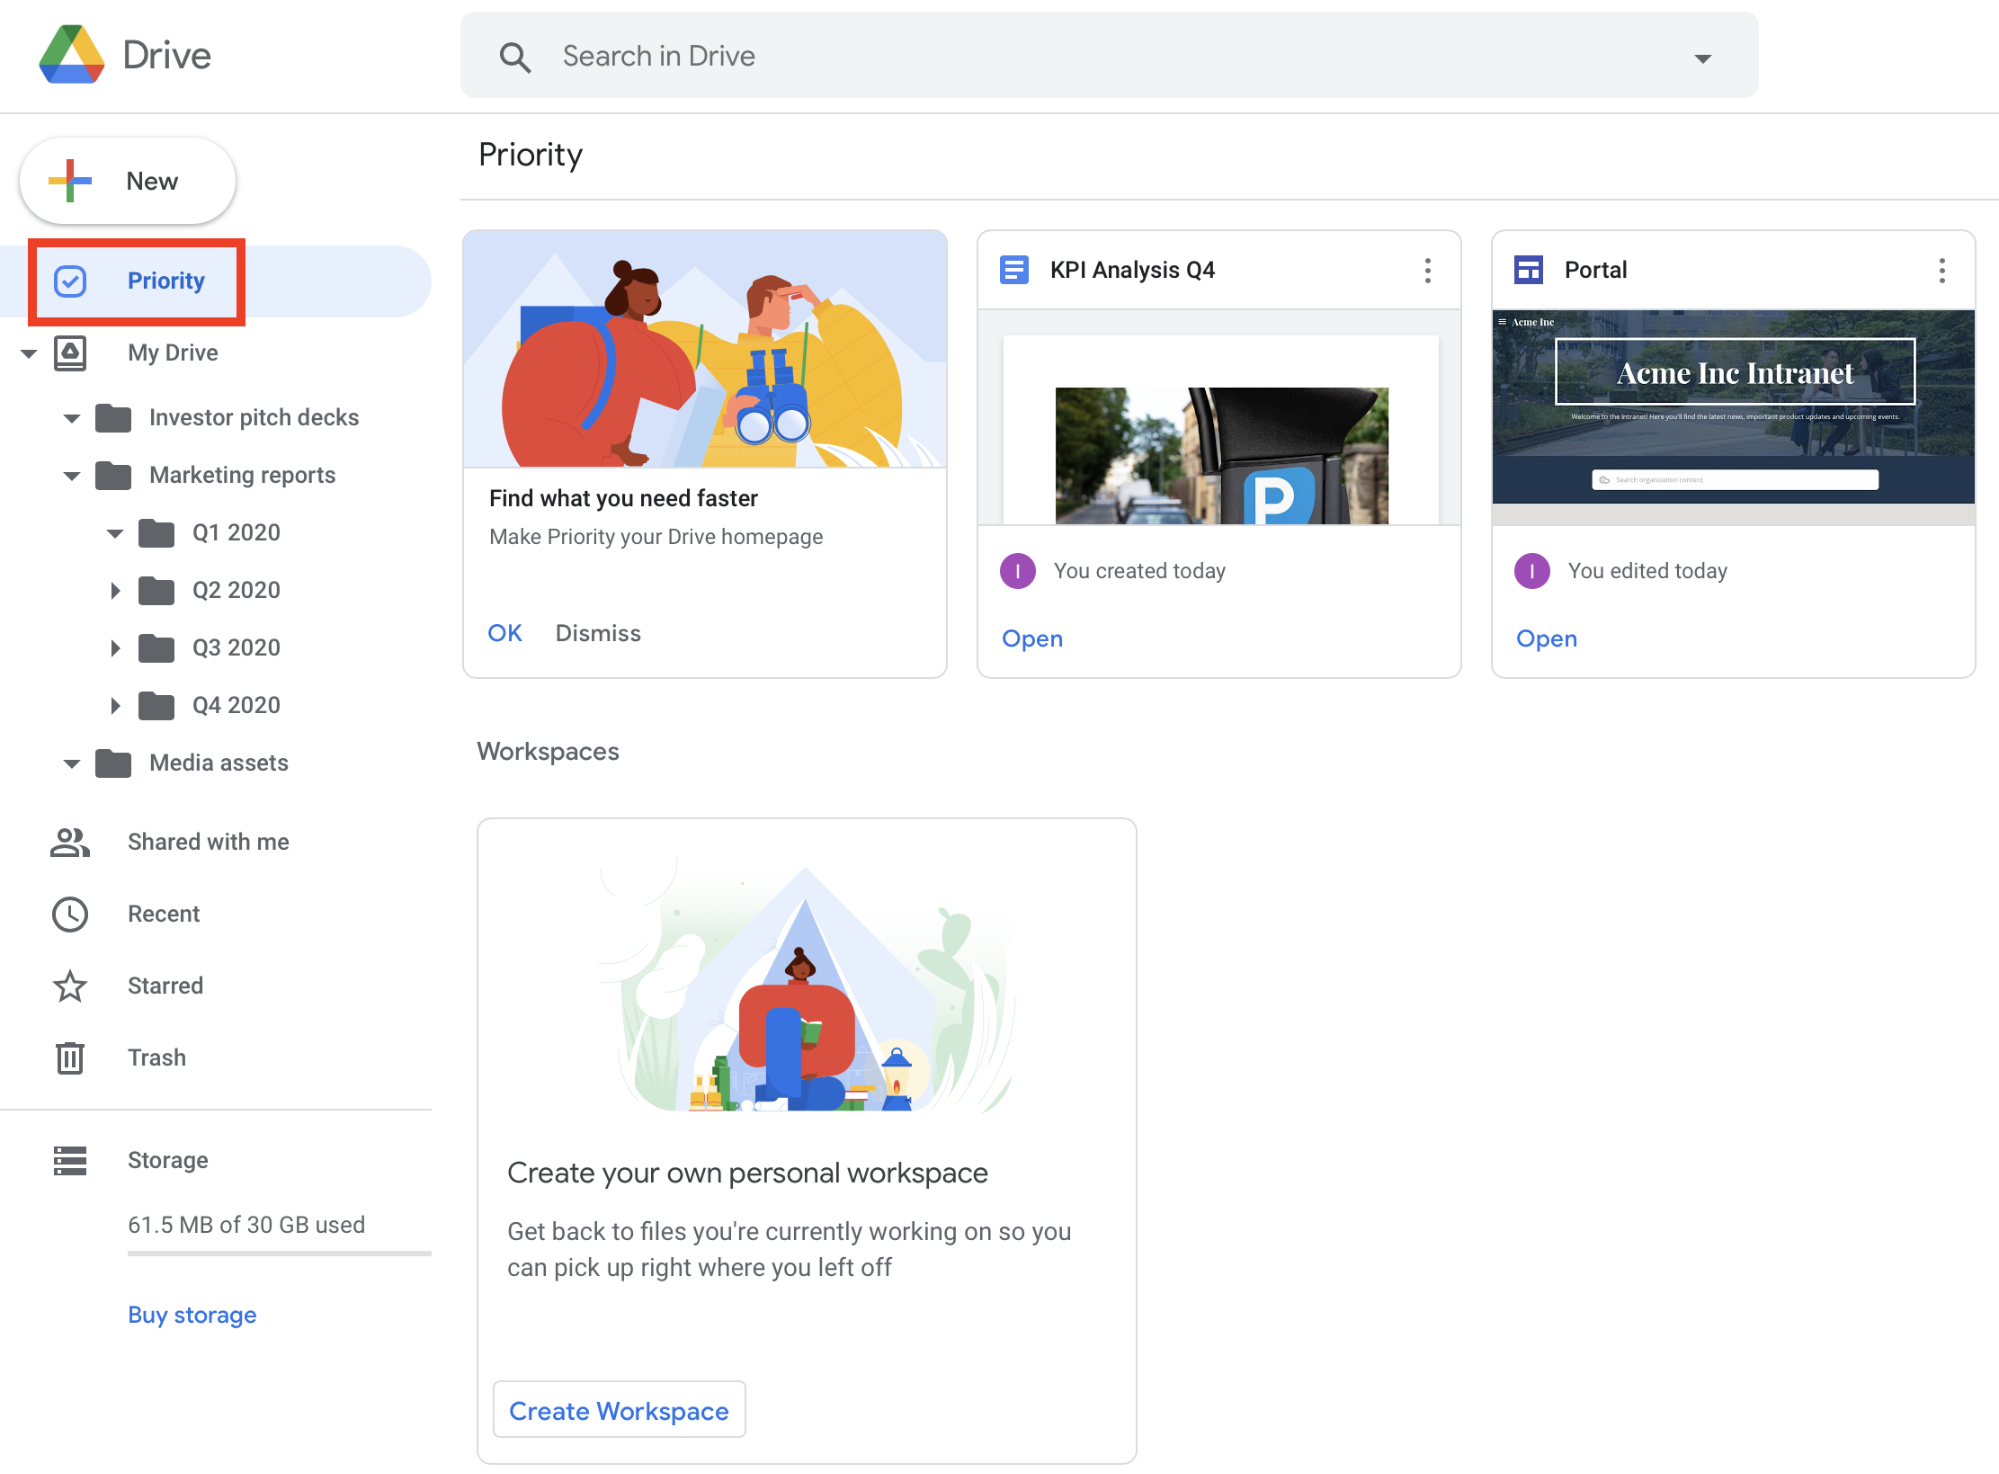 Drive
Search in Drive
New
Priority
My Drive
Investor pitch decks
Marketing reports
Q1 2020
Q2 2020
Q3 2020
Q4 2020
Media assets
Shared with me
Recent
Starred
Trash
Storage
61.5 MB of 30 GB used
Buy storage
Priority
Find what you need faster
Make Priority your Drive homepage
OK Dismiss
KPI Analysis Q4
P
I You created today
Open
Portal
Acme Inc
Acme Inc Intranet
Welcome to the Intranet! Here you'll find the latest news, important product updates and upcoming events.
Search organization content
I You edited today
Open
Workspaces
Create your own personal workspace
Get back to files you're currently working on so you
can pick up right where you left off
Create Workspace